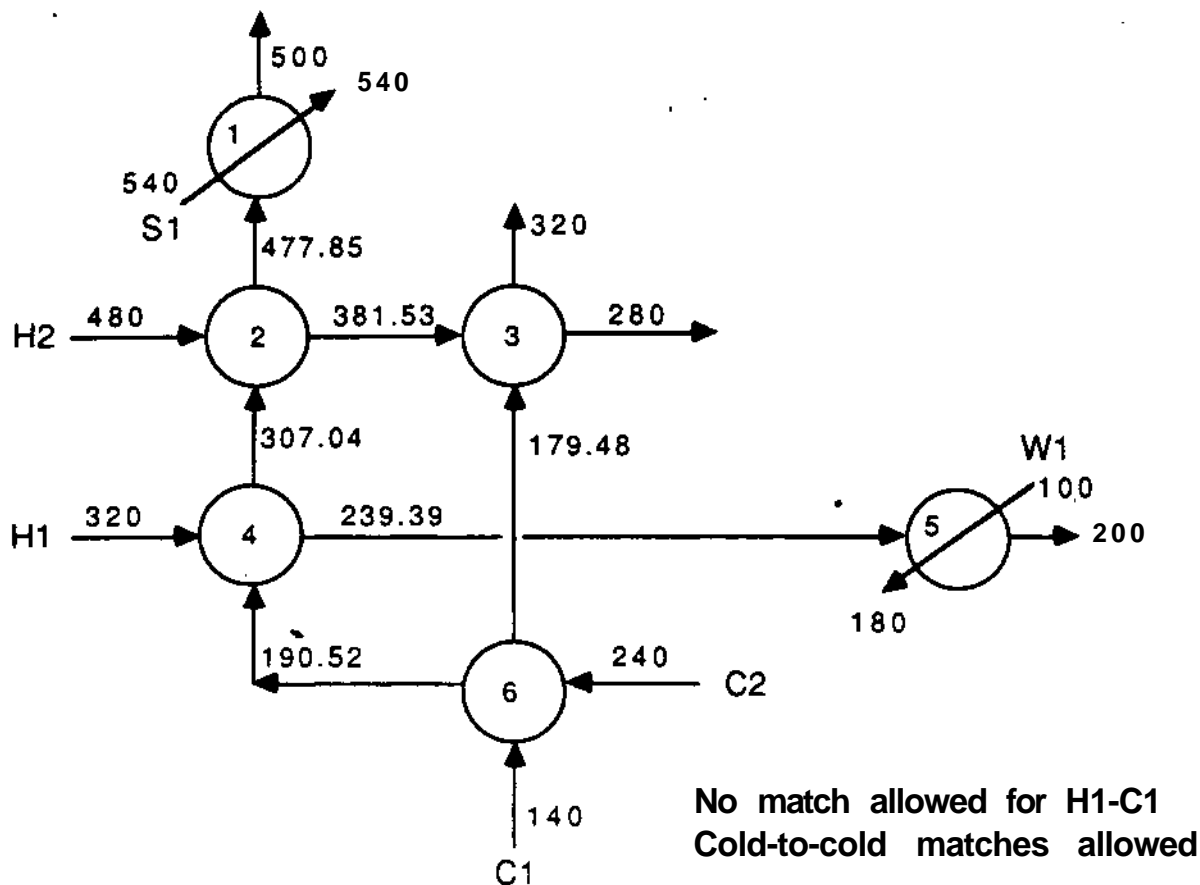 500
540
1
540
S1
477.85
320
H2 480 2 381.53 3 280
307.04
179.48
W1
100
H1 320 4 239.39 5 200
180
190.52 6 240 C2
140
C1
No match allowed for H1-C1
Cold-to-cold matches allowed